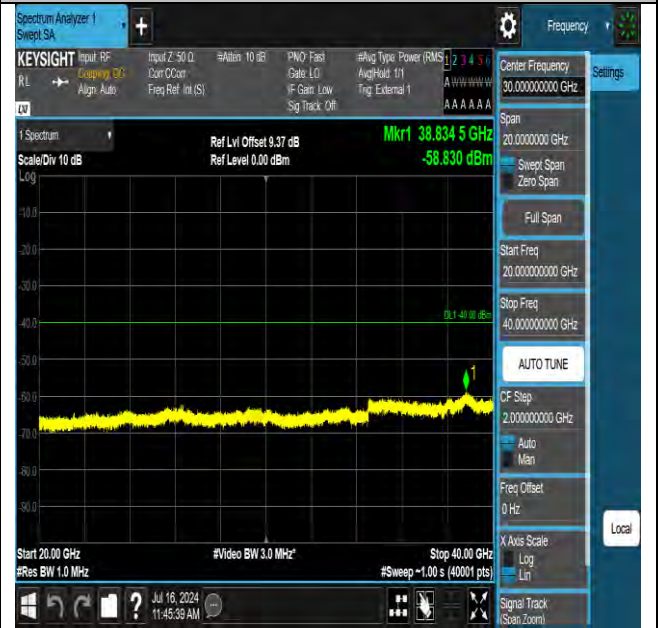 Spectrum Analyzer 1
Swept SA
+
Frequency
KEYSIGHT
RL
Input: RF
Coupling: DC
Align: Auto
Input Z: 50 Ω
Corr CCorr
Freq Ref: Int (S)
#Atten: 10 dB
PNO: Fast
Gate: LO
IF Gain: Low
Sig Track: Off
#Avg Type: Power (RMS
Avg|Hold: 1/1
Trig: External 1
1 2 3 4 5 6
A W W W W W
A A A A A A
LXI
1 Spectrum
Scale/Div 10 dB
Ref Lvl Offset 9.37 dB
Ref Level 0.00 dBm
Mkr1 38.834 5 GHz
-58.830 dBm
Log
-10.0
-20.0
-30.0
-40.0
-50.0
-60.0
-70.0
-80.0
-90.0
DL1 -40.00 dBm
1
Start 20.00 GHz
#Res BW 1.0 MHz
#Video BW 3.0 MHz*
Stop 40.00 GHz
#Sweep ~1.00 s (40001 pts)
Center Frequency
30.00000000 GHz
Settings
Span
20.0000000 GHz
Swept Span
Zero Span
Full Span
Start Freq
20.000000000 GHz
Stop Freq
40.000000000 GHz
AUTO TUNE
CF Step
2.000000000 GHz
Auto
Man
Freq Offset
0 Hz
X Axis Scale
Log
Lin
Local
Signal Track
(Span Zoom)
?
Jul 16, 2024
11:45:39 AM